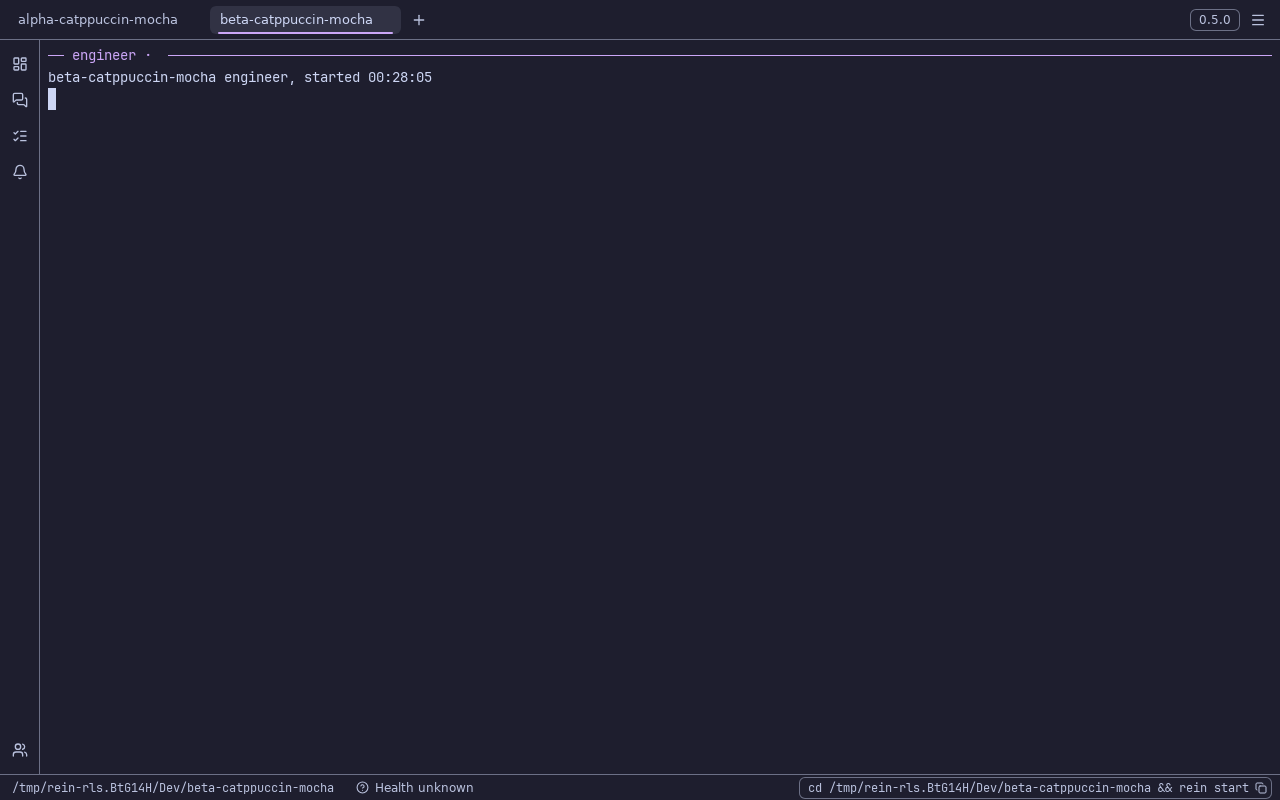 alpha-catppuccin-mocha
beta-catppuccin-mocha
0.5.0
engineer ·
beta-catppuccin-mocha engineer, started 00:28:05
/tmp/rein-rls.BtG14H/Dev/beta-catppuccin-mocha
Health unknown
cd /tmp/rein-rls.BtG14H/Dev/beta-catppuccin-mocha && rein start